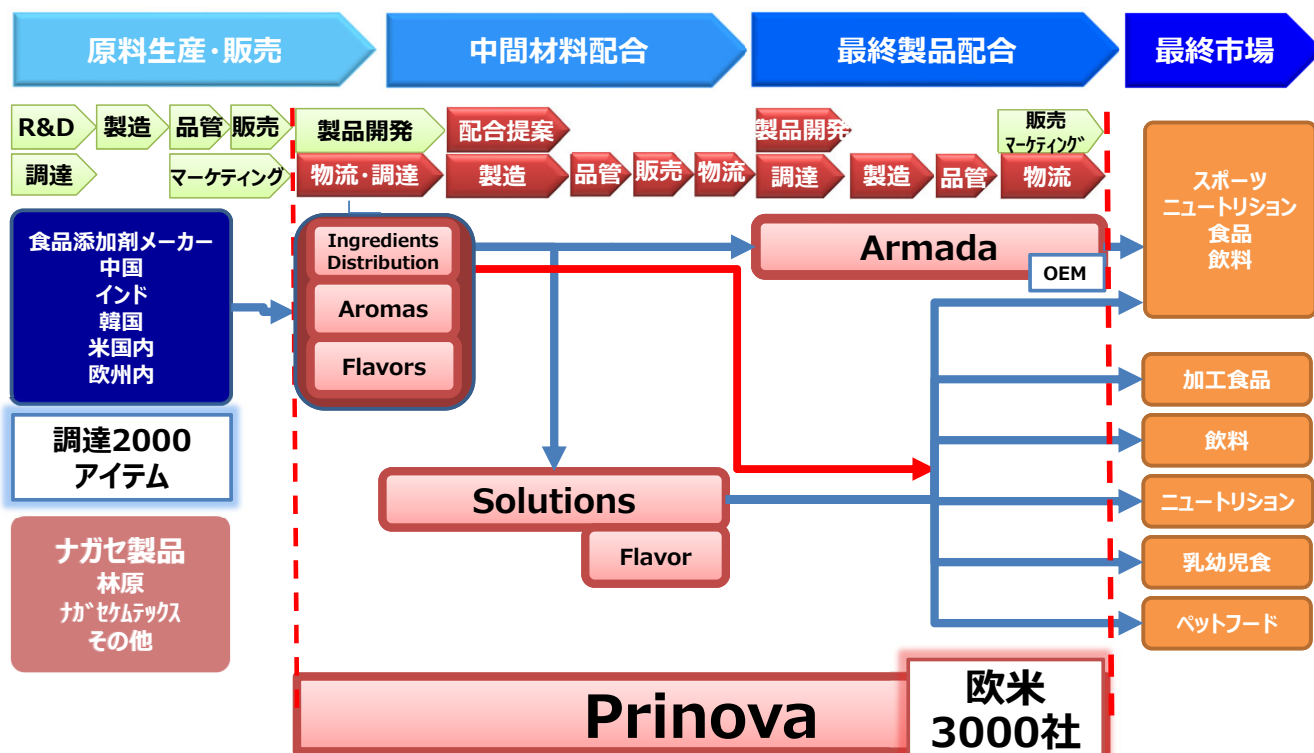 原料生産・販売
中間材料配合
最終製品配合
最終市場
R&D
製造
品管
販売
製品開発
配合提案
製品開発
販売
マーケティング
調達
マーケティング
物流・調達
製造
品管
販売
物流
調達
製造
品管
物流
食品添加剤メーカー
中国
インド
韓国
米国内
欧州内
調達2000
アイテム
ナガセ製品
林原
ナガセケムテックス
その他
Ingredients
Distribution
Aromas
Flavors
Solutions
Flavor
Armada
OEM
スポーツ
ニュートリション
食品
飲料
加工食品
飲料
ニュートリション
乳幼児食
ペットフード
Prinova
欧米
3000社